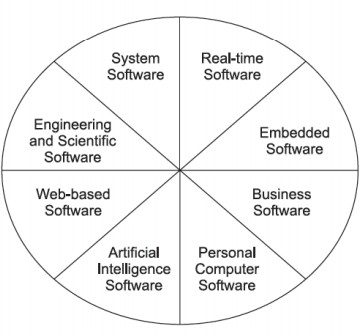 System
Software
Real-time
Software
Engineering
and Scientific
Software
Embedded
Software
Web-based
Software
Business
Software
Artificial
Intelligence
Software
Personal
Computer
Software